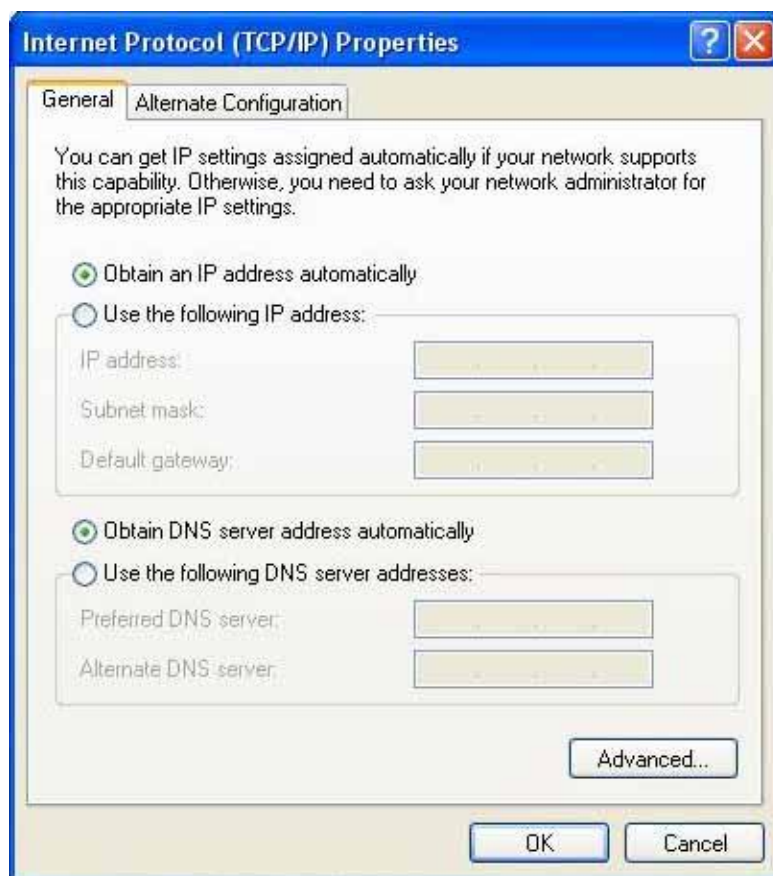 Internet Protocol (TCP/IP) Properties
General
Alternate Configuration
You can get IP settings assigned automatically if your network supports
this capability. Otherwise, you need to ask your network administrator for
the appropriate IP settings.
Obtain an IP address automatically
Use the following IP address:
IP address:
Subnet mask:
Default gateway:
Obtain DNS server address automatically
Use the following DNS server addresses:
Preferred DNS server:
Alternate DNS server:
Advanced...
OK
Cancel